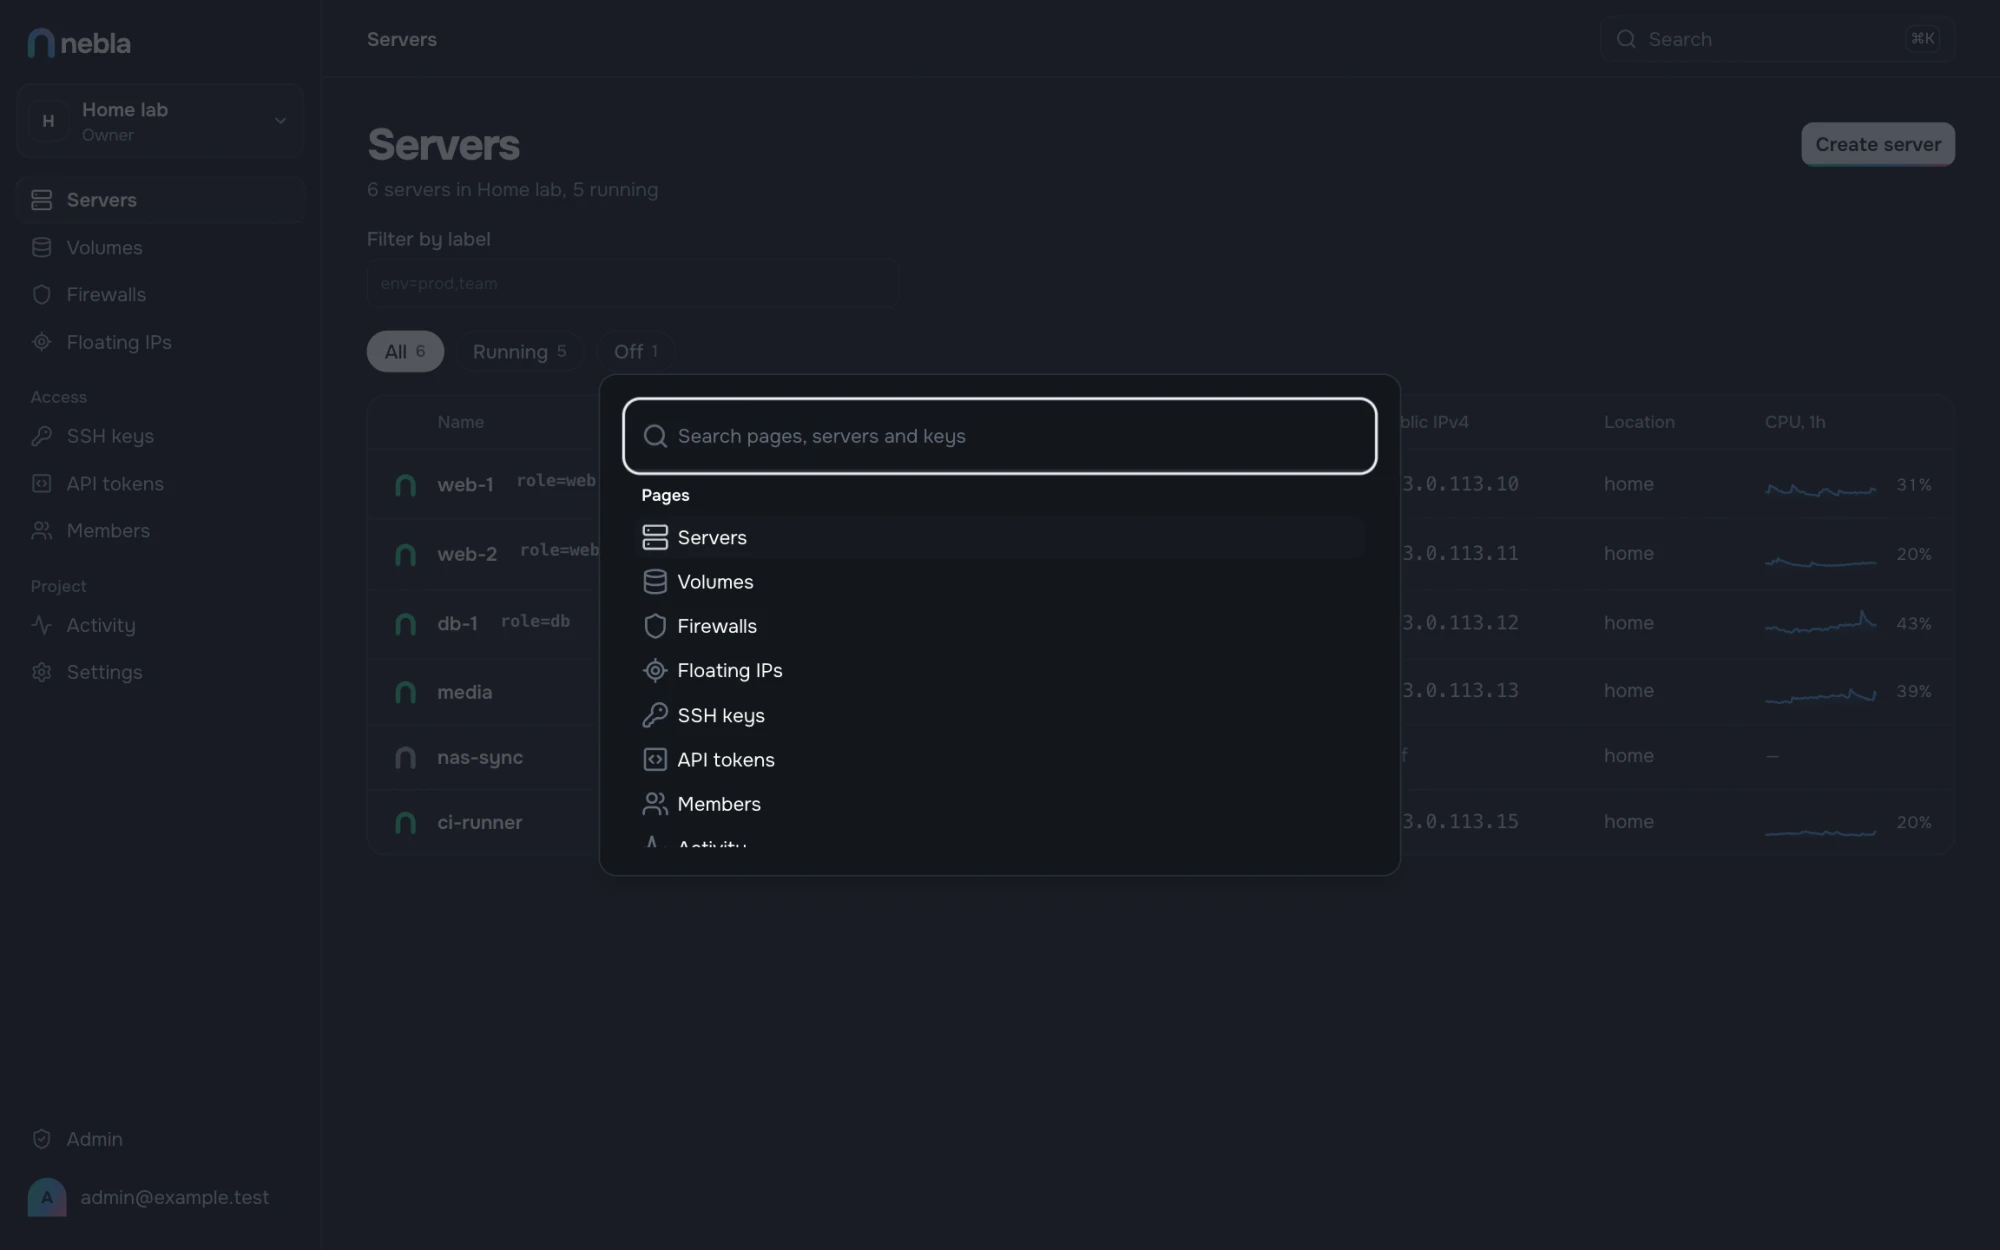 nebla
Servers
Search
⌘K
H
Home lab
Owner
Servers
Volumes
Firewalls
Floating IPs
Access
SSH keys
API tokens
Members
Project
Activity
Settings
Admin
A
admin@example.test
Servers
Create server
6 servers in Home lab, 5 running
Filter by label
env=prod,team
All 6
Running 5
Off 1
Name
blic IPv4
Location
CPU, 1h
web-1 role=web
3.0.113.10
home
31%
web-2 role=web
3.0.113.11
home
20%
db-1 role=db
3.0.113.12
home
43%
media
3.0.113.13
home
39%
nas-sync
f
home
—
ci-runner
3.0.113.15
home
20%
Search pages, servers and keys
Pages
Servers
Volumes
Firewalls
Floating IPs
SSH keys
API tokens
Members
Activity